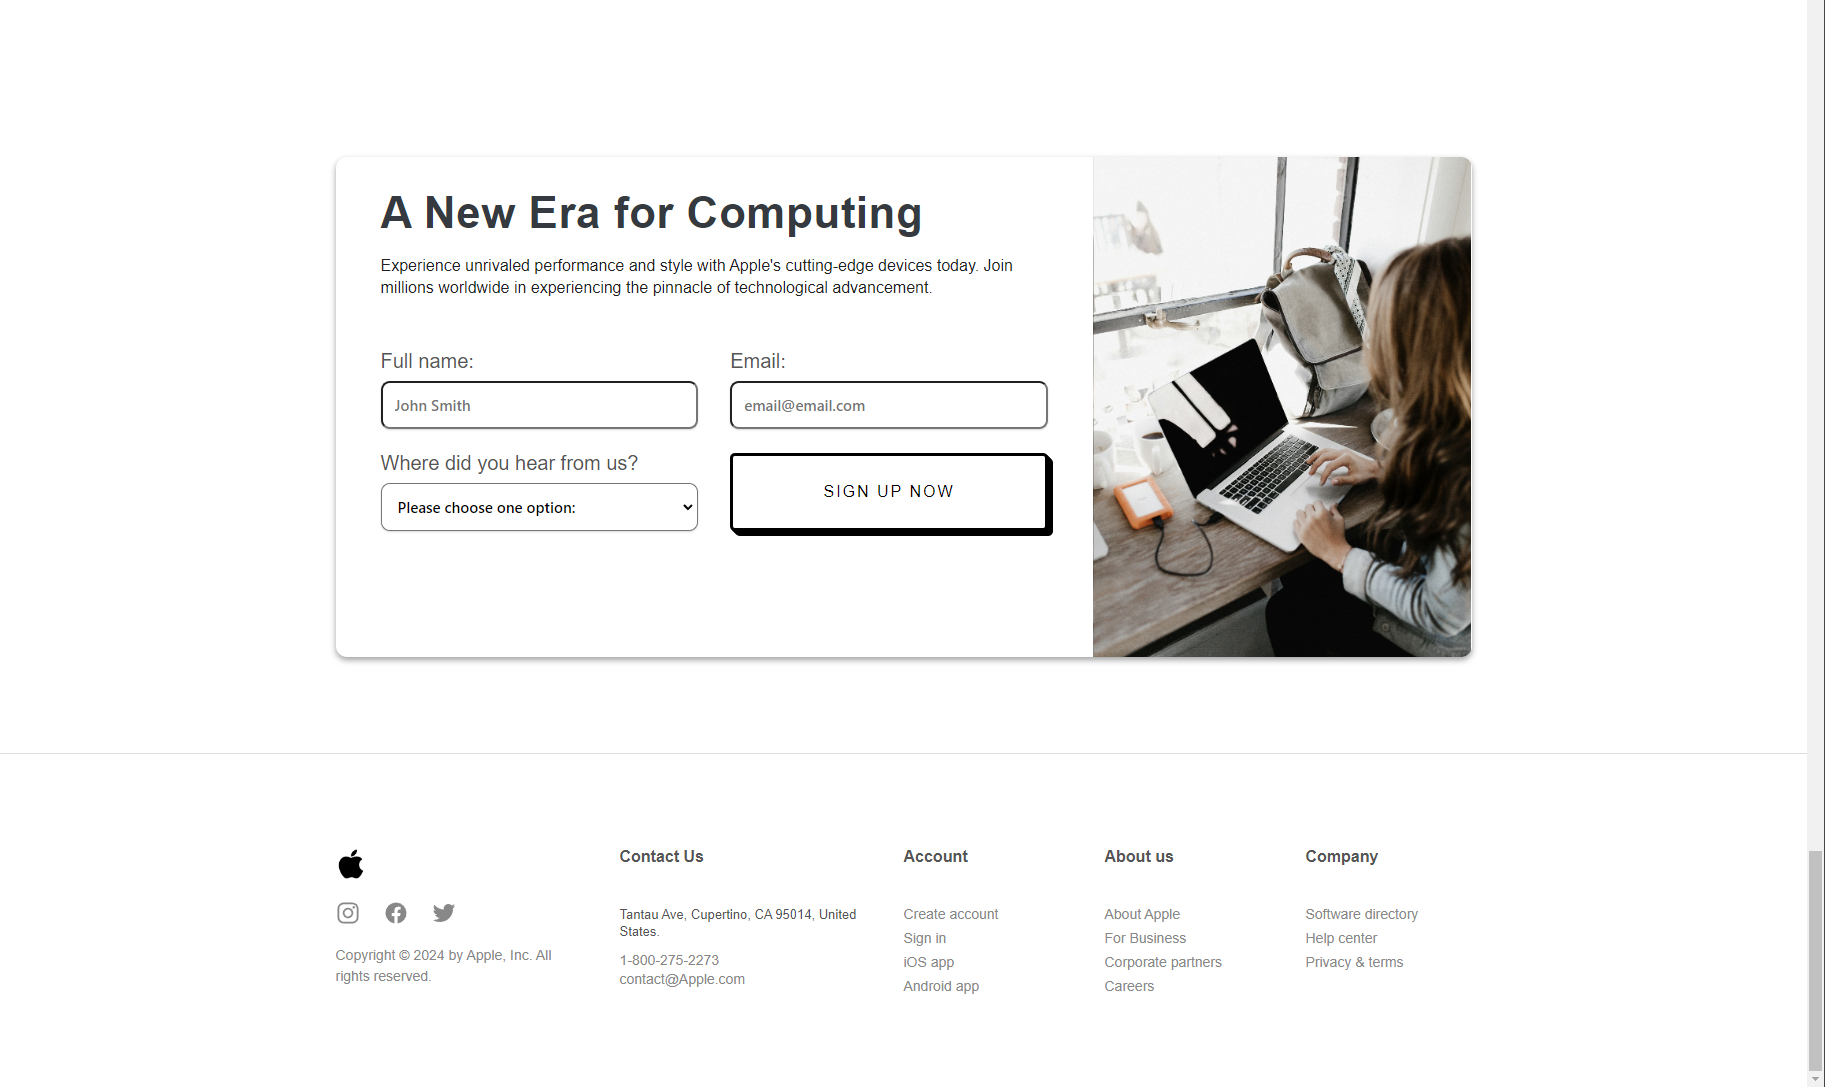 A New Era for Computing
Experience unrivaled performance and style with Apple's cutting-edge devices today. Join
millions worldwide in experiencing the pinnacle of technological advancement.
Full name:
John Smith
Email:
email@email.com
Where did you hear from us?
Please choose one option:
SIGN UP NOW
Copyright © 2024 by Apple, Inc. All
rights reserved.
Contact Us
Tantau Ave, Cupertino, CA 95014, United
States.
1-800-275-2273
contact@Apple.com
Account
Create account
Sign in
iOS app
Android app
About us
About Apple
For Business
Corporate partners
Careers
Company
Software directory
Help center
Privacy & terms